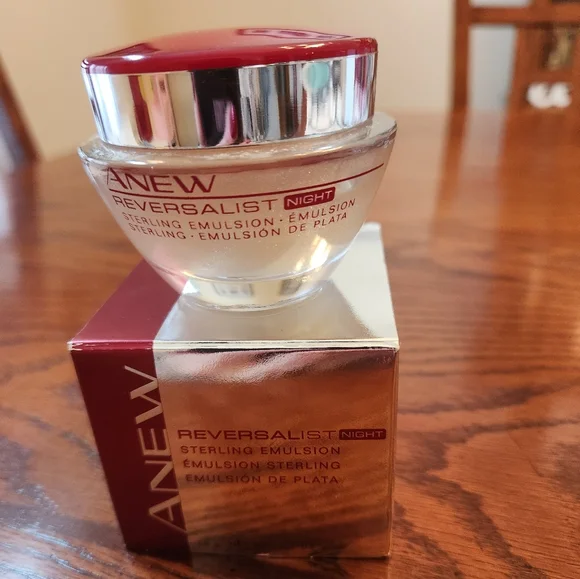 ANEW
REVERSALIST NIGHT
STERLING EMULSION · ÉMULSION
STERLING · EMULSIÓN DE PLATA
ANEW
REVERSALIST NIGHT
STERLING EMULSION
ÉMULSION STERLING
EMULSIÓN DE PLATA